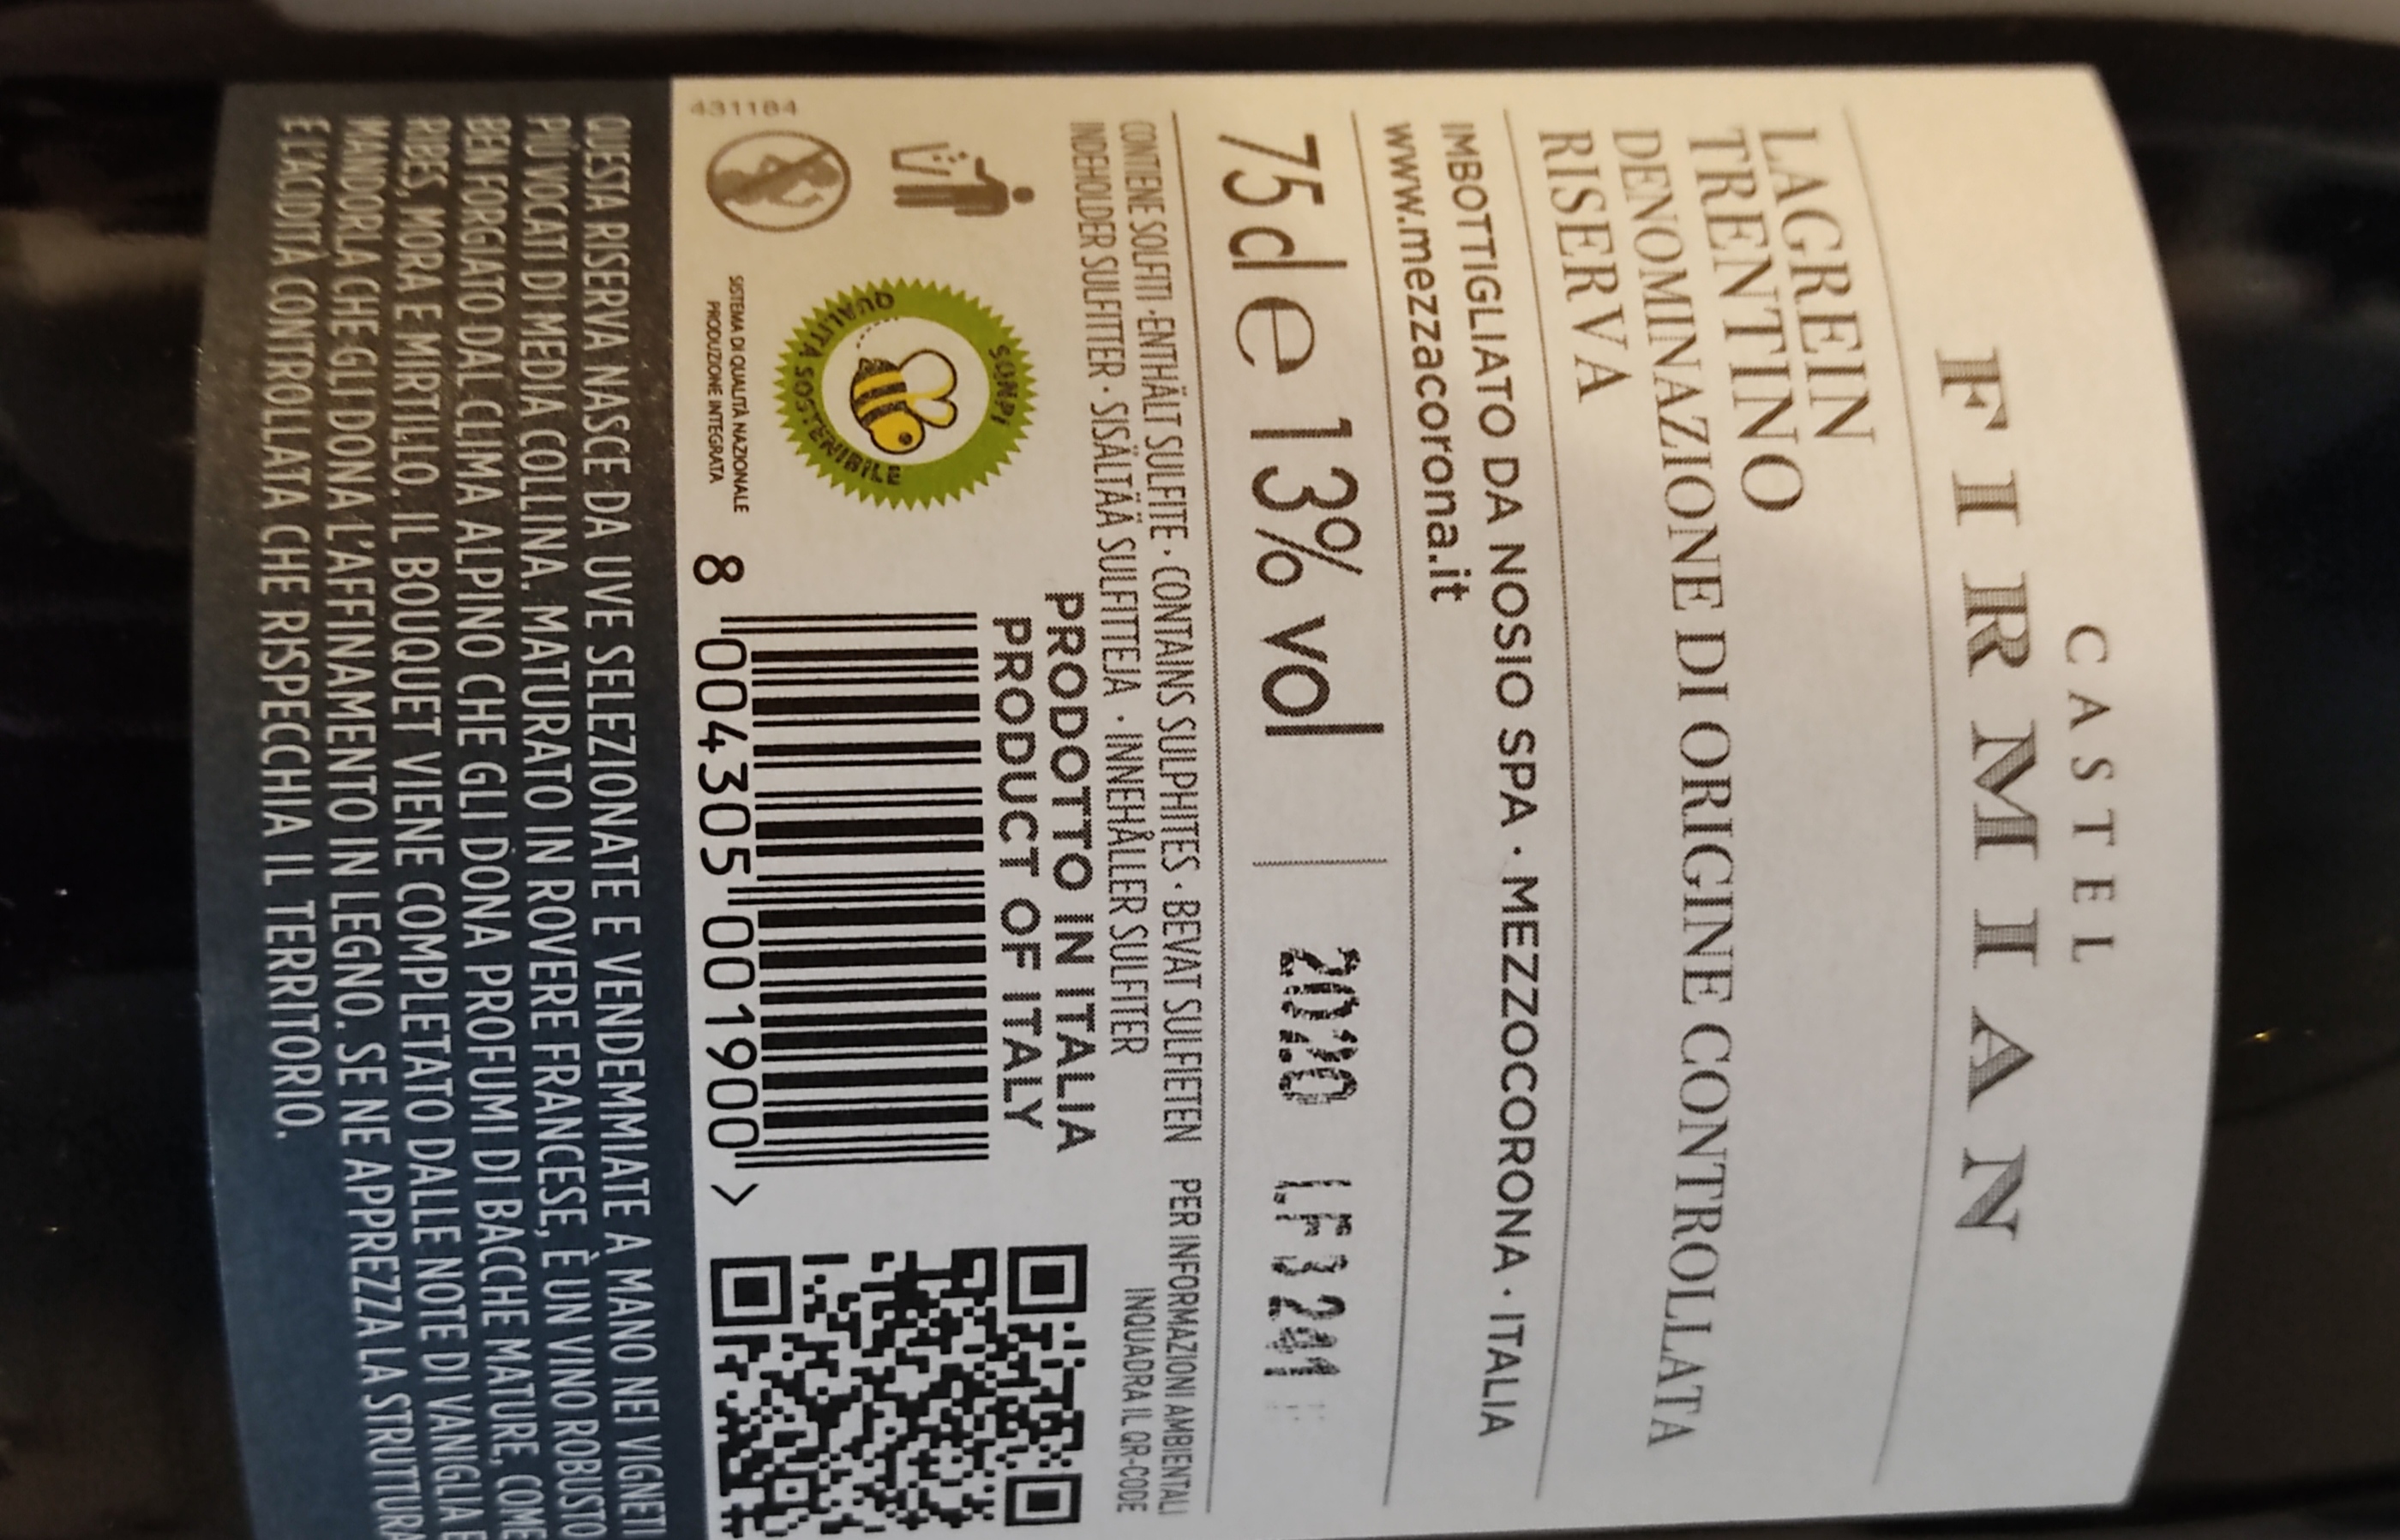 CASTEL
FIRMIAN
LAGREIN
TRENTINO
DENOMINAZIONE DI ORIGINE CONTROLLATA
RISERVA
IMBOTTIGLIATO DA NOSIO SPA · MEZZOCORONA · ITALIA
www.mezzacorona.it
75cl e 13% vol 2020 LF3241
CONTIENE SOLFITI · ENTHÄLT SULFITE · CONTAINS SULPHITES · BEVAT SULFIETEN
INDEHOLDER SULFITTER · SISÄLTÄÄ SULFITTEJA · INNEHÅLLER SULFITER
PER INFORMAZIONI AMBIENTALI
INQUADRA IL QR-CODE
PRODOTTO IN ITALIA
PRODUCT OF ITALY
SQNPI
QUALITÀ SOSTENIBILE
SISTEMA DI QUALITÀ NAZIONALE
PRODUZIONE INTEGRATA
8 004305 001900 >
431184
QUESTA RISERVA NASCE DA UVE SELEZIONATE E VENDEMMIATE A MANO NEI VIGNETI
PIÙ VOCATI DI MEDIA COLLINA. MATURATO IN ROVERE FRANCESE, È UN VINO ROBUSTO
BEN FORGIATO DAL CLIMA ALPINO CHE GLI DONA PROFUMI DI BACCHE MATURE, COME
RIBES, MORA E MIRTILLO. IL BOUQUET VIENE COMPLETATO DALLE NOTE DI VANIGLIA E
MANDORLA CHE GLI DONA L'AFFINAMENTO IN LEGNO. SE NE APPREZZA LA STRUTTURA
E L'ACIDITÀ CONTROLLATA CHE RISPECCHIA IL TERRITORIO.